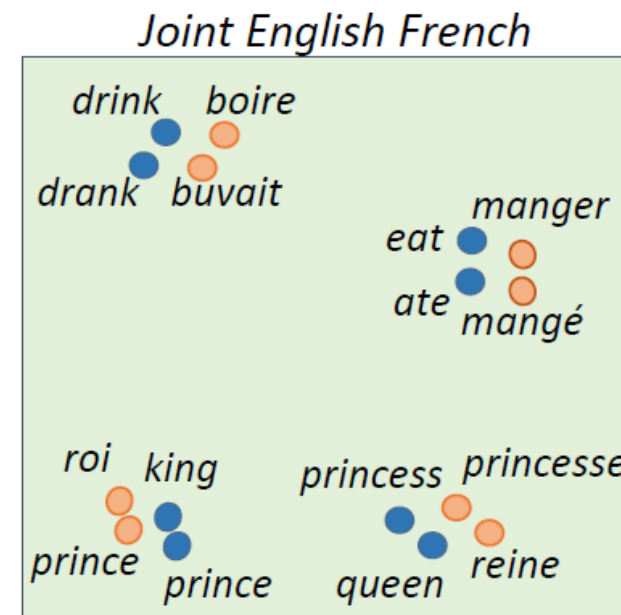 Joint English French
drink boire
drank buvait
manger
eat
ate
mangé
roi king
prince
prince
princess princesse
queen reine